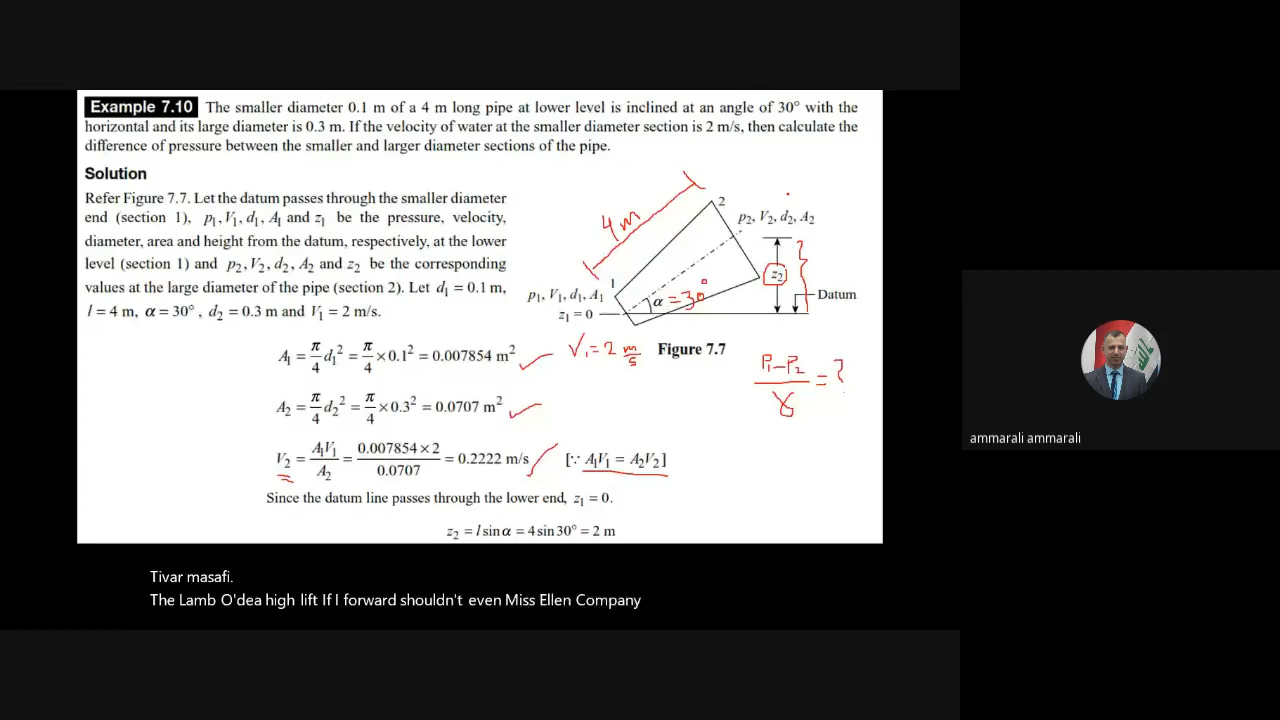 Example 7.10 The smaller diameter 0.1 m of a 4 m long pipe at lower level is inclined at an angle of 30° with the
horizontal and its large diameter is 0.3 m. If the velocity of water at the smaller diameter section is 2 m/s, then calculate the
difference of pressure between the smaller and larger diameter sections of the pipe.
Solution
Refer Figure 7.7. Let the datum passes through the smaller diameter
end (section 1), p₁, V₁, d₁, A₁ and z₁ be the pressure, velocity,
diameter, area and height from the datum, respectively, at the lower
level (section 1) and p₂, V₂, d₂, A₂ and z₂ be the corresponding
values at the large diameter of the pipe (section 2). Let d₁ = 0.1 m,
l = 4 m, α = 30°, d₂ = 0.3 m and V₁ = 2 m/s.
4 m
2
p₂, V₂, d₂, A₂
z₂
1
p₁, V₁, d₁, A₁
α = 30°
Datum
z₁ = 0
V₁ = 2 m/s
Figure 7.7
P₁ − P₂ / γ = ?
A₁ = π/4 d₁² = π/4 × 0.1² = 0.007854 m²
A₂ = π/4 d₂² = π/4 × 0.3² = 0.0707 m²
V₂ = A₁V₁/A₂ = 0.007854 × 2/0.0707 = 0.2222 m/s [∵ A₁V₁ = A₂V₂]
Since the datum line passes through the lower end, z₁ = 0.
z₂ = l sin α = 4 sin 30° = 2 m
Tivar masafi.
The Lamb O'dea high lift If I forward shouldn't even Miss Ellen Company
ammarali ammarali